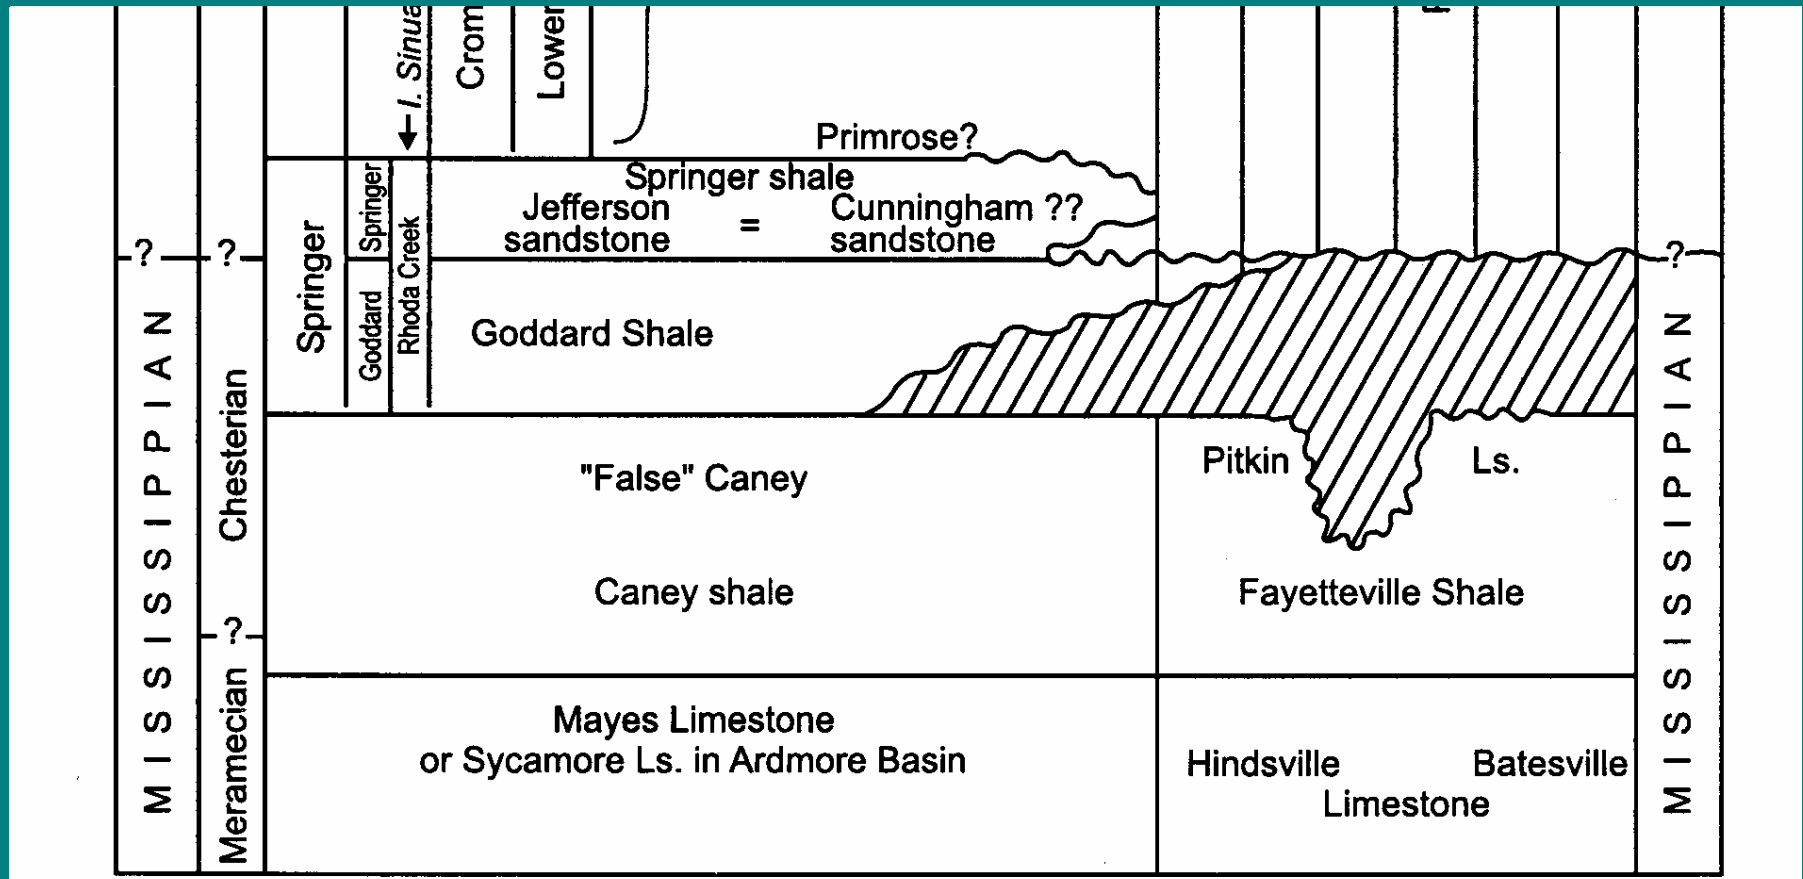 ← I. Sinua
Crom
Lower
Primrose?
Springer shale
Jefferson
sandstone
=
Cunningham ??
sandstone
-?-
-?-
-?-
Springer
Springer
Goddard
Rhoda Creek
Goddard Shale
MISSISSIPPIAN
Chesterian
"False" Caney
Pitkin
Ls.
Caney shale
Fayetteville Shale
-?-
Meramecian
Mayes Limestone
or Sycamore Ls. in Ardmore Basin
Hindsville
Batesville
Limestone
MISSISSIPPIAN